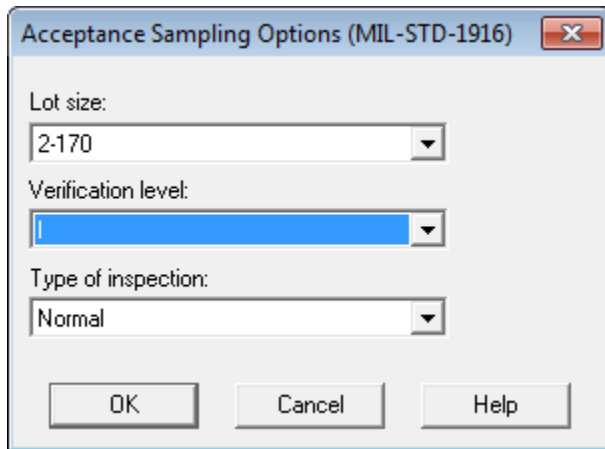 Acceptance Sampling Options (MIL-STD-1916)
Lot size:
2-170
Verification level:
I
Type of inspection:
Normal
OK
Cancel
Help